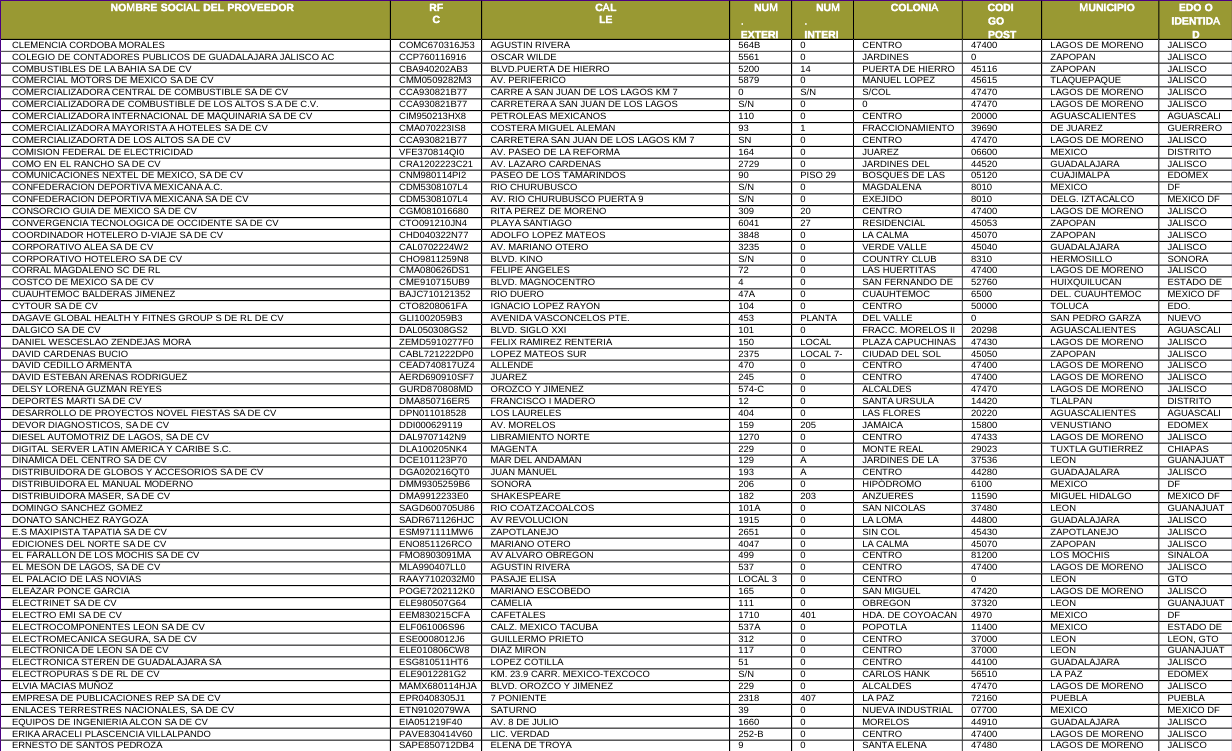 NOMBRE SOCIAL DEL PROVEEDOR RFC CALLE NUM. EXTERI NUM. INTERI COLONIA CODIGO POST MUNICIPIO EDO O IDENTIDAD
CLEMENCIA CORDOBA MORALES COMC670316J53 AGUSTIN RIVERA 564B 0 CENTRO 47400 LAGOS DE MORENO JALISCO
COLEGIO DE CONTADORES PUBLICOS DE GUADALAJARA JALISCO AC CCP760116916 OSCAR WILDE 5561 0 JARDINES 0 ZAPOPAN JALISCO
COMBUSTIBLES DE LA BAHIA SA DE CV CBA940202AB3 BLVD.PUERTA DE HIERRO 5200 14 PUERTA DE HIERRO 45116 ZAPOPAN JALISCO
COMERCIAL MOTORS DE MEXICO SA DE CV CMM0509282M3 AV. PERIFERICO 5879 0 MANUEL LOPEZ 45615 TLAQUEPAQUE JALISCO
COMERCIALIZADORA CENTRAL DE COMBUSTIBLE SA DE CV CCA930821B77 CARRE A SAN JUAN DE LOS LAGOS KM 7 0 S/N S/COL 47470 LAGOS DE MORENO JALISCO
COMERCIALIZADORA DE COMBUSTIBLE DE LOS ALTOS S.A DE C.V. CCA930821B77 CARRETERA A SAN JUAN DE LOS LAGOS S/N 0 0 47470 LAGOS DE MORENO JALISCO
COMERCIALIZADORA INTERNACIONAL DE MAQUINARIA SA DE CV CIM950213HX8 PETROLEAS MEXICANOS 110 0 CENTRO 20000 AGUASCALIENTES AGUASCALI
COMERCIALIZADORA MAYORISTA A HOTELES SA DE CV CMA070223IS8 COSTERA MIGUEL ALEMAN 93 1 FRACCIONAMIENTO 39690 DE JUAREZ GUERRERO
COMERCIALIZADORTA DE LOS ALTOS SA DE CV CCA930821B77 CARRETERA SAN JUAN DE LOS LAGOS KM 7 SN 0 CENTRO 47470 LAGOS DE MORENO JALISCO
COMISION FEDERAL DE ELECTRICIDAD VFE370814QI0 AV. PASEO DE LA REFORMA 164 0 JUAREZ 06600 MEXICO DISTRITO
COMO EN EL RANCHO SA DE CV CRA1202223C21 AV. LAZARO CARDENAS 2729 0 JARDINES DEL 44520 GUADALAJARA JALISCO
COMUNICACIONES NEXTEL DE MEXICO, SA DE CV CNM980114PI2 PASEO DE LOS TAMARINDOS 90 PISO 29 BOSQUES DE LAS 05120 CUAJIMALPA EDOMEX
CONFEDERACION DEPORTIVA MEXICANA A.C. CDM5308107L4 RIO CHURUBUSCO S/N 0 MAGDALENA 8010 MEXICO DF
CONFEDERACION DEPORTIVA MEXICANA SA DE CV CDM5308107L4 AV. RIO CHURUBUSCO PUERTA 9 S/N 0 EXEJIDO 8010 DELG. IZTACALCO MEXICO DF
CONSORCIO GUIA DE MEXICO SA DE CV CGM081016680 RITA PEREZ DE MORENO 309 20 CENTRO 47400 LAGOS DE MORENO JALISCO
CONVERGENCIA TECNOLOGICA DE OCCIDENTE SA DE CV CTO091210JN4 PLAYA SANTIAGO 6041 27 RESIDENCIAL 45053 ZAPOPAN JALISCO
COORDINADOR HOTELERO D-VIAJE SA DE CV CHD040322N77 ADOLFO LOPEZ MATEOS 3848 0 LA CALMA 45070 ZAPOPAN JALISCO
CORPORATIVO ALEA SA DE CV CAL0702224W2 AV. MARIANO OTERO 3235 0 VERDE VALLE 45040 GUADALAJARA JALISCO
CORPORATIVO HOTELERO SA DE CV CHO9811259N8 BLVD. KINO S/N 0 COUNTRY CLUB 8310 HERMOSILLO SONORA
CORRAL MAGDALENO SC DE RL CMA080626DS1 FELIPE ANGELES 72 0 LAS HUERTITAS 47400 LAGOS DE MORENO JALISCO
COSTCO DE MEXICO SA DE CV CME910715UB9 BLVD. MAGNOCENTRO 4 0 SAN FERNANDO DE 52760 HUIXQUILUCAN ESTADO DE
CUAUHTEMOC BALDERAS JIMENEZ BAJC710121352 RIO DUERO 47A 0 CUAUHTEMOC 6500 DEL. CUAUHTEMOC MEXICO DF
CYTOUR SA DE CV CTO8208061FA IGNACIO LOPEZ RAYON 104 0 CENTRO 50000 TOLUCA EDO.
DAGAVE GLOBAL HEALTH Y FITNES GROUP S DE RL DE CV GLI1002059B3 AVENIDA VASCONCELOS PTE. 453 PLANTA DEL VALLE 0 SAN PEDRO GARZA NUEVO
DALGICO SA DE CV DAL050308GS2 BLVD. SIGLO XXI 101 0 FRACC. MORELOS II 20298 AGUASCALIENTES AGUASCALI
DANIEL WESCESLAO ZENDEJAS MORA ZEMD5910277F0 FELIX RAMIREZ RENTERIA 150 LOCAL PLAZA CAPUCHINAS 47430 LAGOS DE MORENO JALISCO
DAVID CARDENAS BUCIO CABL721222DP0 LOPEZ MATEOS SUR 2375 LOCAL 7- CIUDAD DEL SOL 45050 ZAPOPAN JALISCO
DAVID CEDILLO ARMENTA CEAD740817UZ4 ALLENDE 470 0 CENTRO 47400 LAGOS DE MORENO JALISCO
DAVID ESTEBAN ARENAS RODRIGUEZ AERD690910SF7 JUAREZ 245 0 CENTRO 47400 LAGOS DE MORENO JALISCO
DELSY LORENA GUZMAN REYES GURD870808MD OROZCO Y JIMENEZ 574-C 0 ALCALDES 47470 LAGOS DE MORENO JALISCO
DEPORTES MARTI SA DE CV DMA850716ER5 FRANCISCO I MADERO 12 0 SANTA URSULA 14420 TLALPAN DISTRITO
DESARROLLO DE PROYECTOS NOVEL FIESTAS SA DE CV DPN011018528 LOS LAURELES 404 0 LAS FLORES 20220 AGUASCALIENTES AGUASCALI
DEVOR DIAGNOSTICOS, SA DE CV DDI000629119 AV. MORELOS 159 205 JAMAICA 15800 VENUSTIANO EDOMEX
DIESEL AUTOMOTRIZ DE LAGOS, SA DE CV DAL9707142N9 LIBRAMIENTO NORTE 1270 0 CENTRO 47433 LAGOS DE MORENO JALISCO
DIGITAL SERVER LATIN AMERICA Y CARIBE S.C. DLA100205NK4 MAGENTA 229 0 MONTE REAL 29023 TUXTLA GUTIERREZ CHIAPAS
DINAMICA DEL CENTRO SA DE CV DCE101123P70 MAR DEL ANDAMAN 129 A JARDINES DE LA 37536 LEON GUANAJUAT
DISTRIBUIDORA DE GLOBOS Y ACCESORIOS SA DE CV DGA020216QT0 JUAN MANUEL 193 A CENTRO 44280 GUADALAJARA JALISCO
DISTRIBUIDORA EL MANUAL MODERNO DMM9305259B6 SONORA 206 0 HIPÓDROMO 6100 MEXICO DF
DISTRIBUIDORA MASER, SA DE CV DMA9912233E0 SHAKESPEARE 182 203 ANZUERES 11590 MIGUEL HIDALGO MEXICO DF
DOMINGO SANCHEZ GOMEZ SAGD600705U86 RIO COATZACOALCOS 101A 0 SAN NICOLAS 37480 LEON GUANAJUAT
DONATO SANCHEZ RAYGOZA SADR671126HJC AV REVOLUCION 1915 0 LA LOMA 44800 GUADALAJARA JALISCO
E.S MAXIPISTA TAPATIA SA DE CV ESM971111MW6 ZAPOTLANEJO 2651 0 SIN COL 45430 ZAPOTLANEJO JALISCO
EDICIONES DEL NORTE SA DE CV ENO851126RCO MARIANO OTERO 4047 0 LA CALMA 45070 ZAPOPAN JALISCO
EL FARALLON DE LOS MOCHIS SA DE CV FMO8903091MA AV ALVARO OBREGON 499 0 CENTRO 81200 LOS MOCHIS SINALOA
EL MESON DE LAGOS, SA DE CV MLA990407LL0 AGUSTIN RIVERA 537 0 CENTRO 47400 LAGOS DE MORENO JALISCO
EL PALACIO DE LAS NOVIAS RAAY7102032M0 PASAJE ELISA LOCAL 3 0 CENTRO 0 LEON GTO
ELEAZAR PONCE GARCIA POGE7202112K0 MARIANO ESCOBEDO 165 0 SAN MIGUEL 47420 LAGOS DE MORENO JALISCO
ELECTRINET SA DE CV ELE980507G64 CAMELIA 111 0 OBREGON 37320 LEON GUANAJUAT
ELECTRO EMI SA DE CV EEM830215CFA CAFETALES 1710 401 HDA. DE COYOACAN 4970 MEXICO DF
ELECTROCOMPONENTES LEON SA DE CV ELF061006S96 CALZ. MEXICO TACUBA 537A 0 POPOTLA 11400 MEXICO ESTADO DE
ELECTROMECANICA SEGURA, SA DE CV ESE0008012J6 GUILLERMO PRIETO 312 0 CENTRO 37000 LEON LEON, GTO
ELECTRONICA DE LEON SA DE CV ELE010806CW8 DIAZ MIRON 117 0 CENTRO 37000 LEON GUANAJUAT
ELECTRONICA STEREN DE GUADALAJARA SA ESG810511HT6 LOPEZ COTILLA 51 0 CENTRO 44100 GUADALAJARA JALISCO
ELECTROPURAS S DE RL DE CV ELE9012281G2 KM. 23.9 CARR. MEXICO-TEXCOCO S/N 0 CARLOS HANK 56510 LA PAZ EDOMEX
ELVIA MACIAS MUÑOZ MAMX680114HJA BLVD. OROZCO Y JIMENEZ 229 0 ALCALDES 47470 LAGOS DE MORENO JALISCO
EMPRESA DE PUBLICACIONES REP SA DE CV EPR0408305J1 7 PONIENTE 2318 407 LA PAZ 72160 PUEBLA PUEBLA
ENLACES TERRESTRES NACIONALES, SA DE CV ETN9102079WA SATURNO 39 0 NUEVA INDUSTRIAL 07700 MEXICO MEXICO DF
EQUIPOS DE INGENIERIA ALCON SA DE CV EIA051219F40 AV. 8 DE JULIO 1660 0 MORELOS 44910 GUADALAJARA JALISCO
ERIKA ARACELI PLASCENCIA VILLALPANDO PAVE830414V60 LIC. VERDAD 252-B 0 CENTRO 47400 LAGOS DE MORENO JALISCO
ERNESTO DE SANTOS PEDROZA SAPE850712DB4 ELENA DE TROYA 9 0 SANTA ELENA 47480 LAGOS DE MORENO JALISCO